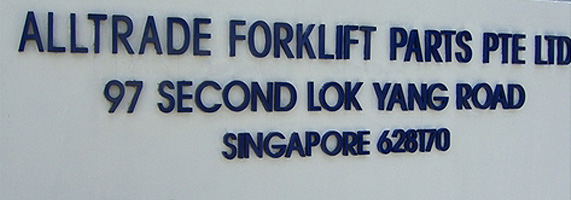 ALLTRADE FORKLIFT PARTS PTE LTD
97 SECOND LOK YANG ROAD
SINGAPORE 628170